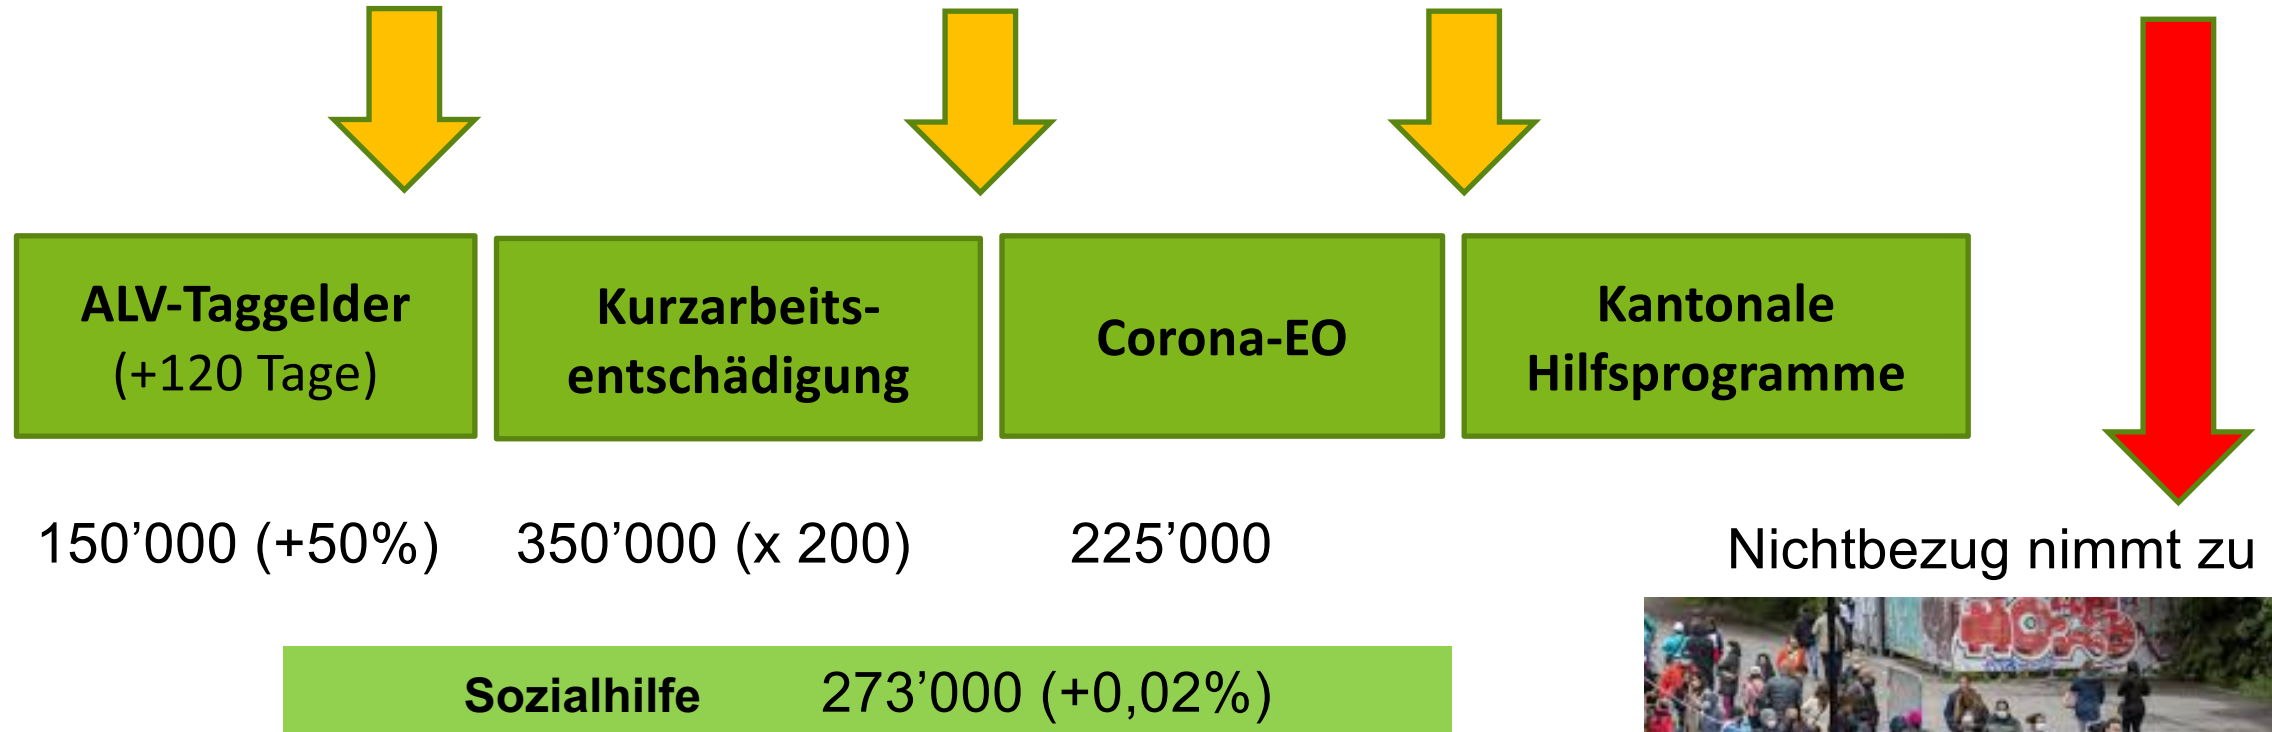 ALV-Taggelder
(+120 Tage)
Kurzarbeits-
entschädigung
Corona-EO
Kantonale
Hilfsprogramme
150’000 (+50%)
350’000 (x 200)
225’000
Nichtbezug nimmt zu
Sozialhilfe 273’000 (+0,02%)